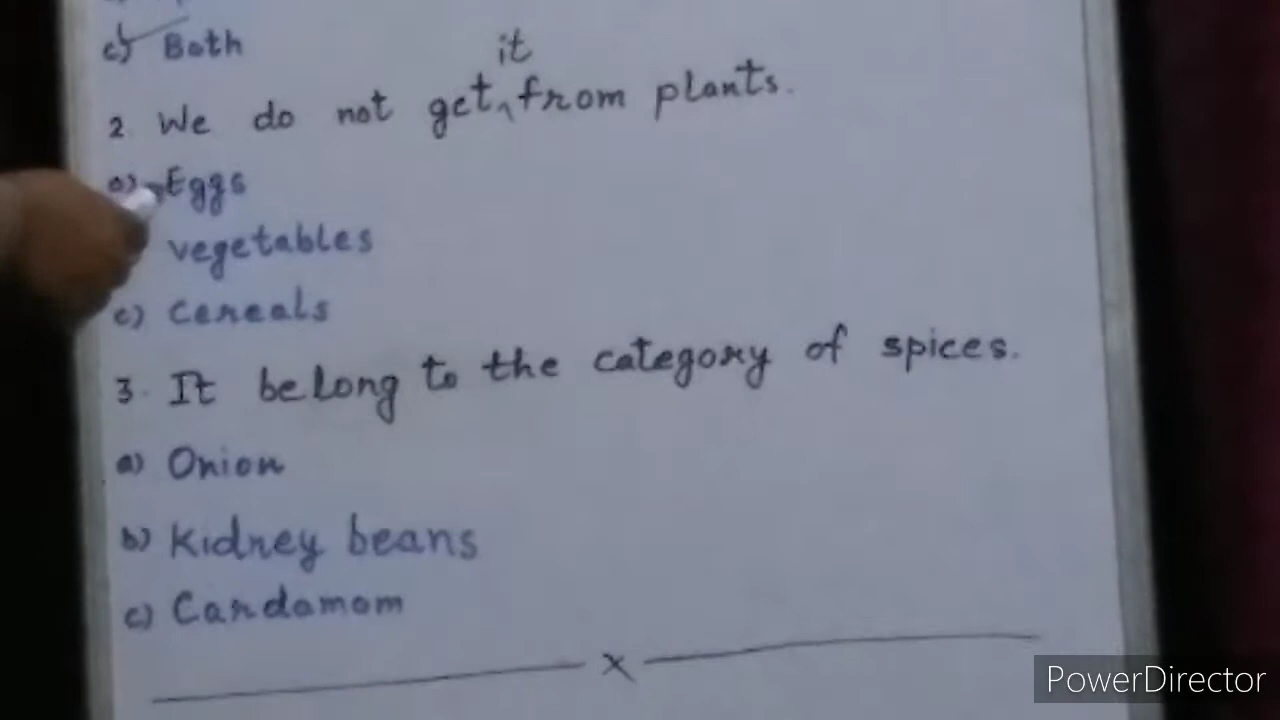 c) Both
it
2. We do not get from plants.
a) Eggs
vegetables
c) cereals
3. It belong to the category of spices.
a) Onion
b) Kidney beans
c) Cardamom
x
PowerDirector